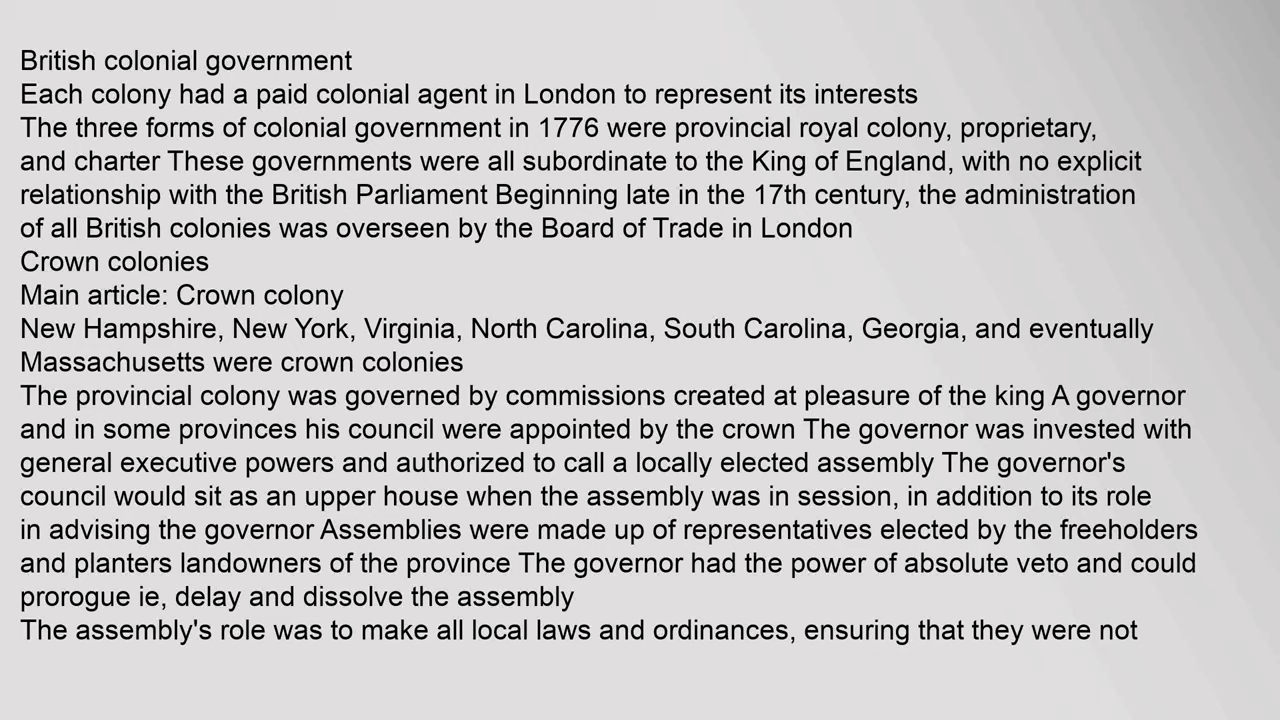 British colonial government
Each colony had a paid colonial agent in London to represent its interests
The three forms of colonial government in 1776 were provincial royal colony, proprietary,
and charter These governments were all subordinate to the King of England, with no explicit
relationship with the British Parliament Beginning late in the 17th century, the administration
of all British colonies was overseen by the Board of Trade in London
Crown colonies
Main article: Crown colony
New Hampshire, New York, Virginia, North Carolina, South Carolina, Georgia, and eventually
Massachusetts were crown colonies
The provincial colony was governed by commissions created at pleasure of the king A governor
and in some provinces his council were appointed by the crown The governor was invested with
general executive powers and authorized to call a locally elected assembly The governor's
council would sit as an upper house when the assembly was in session, in addition to its role
in advising the governor Assemblies were made up of representatives elected by the freeholders
and planters landowners of the province The governor had the power of absolute veto and could
prorogue ie, delay and dissolve the assembly
The assembly's role was to make all local laws and ordinances, ensuring that they were not